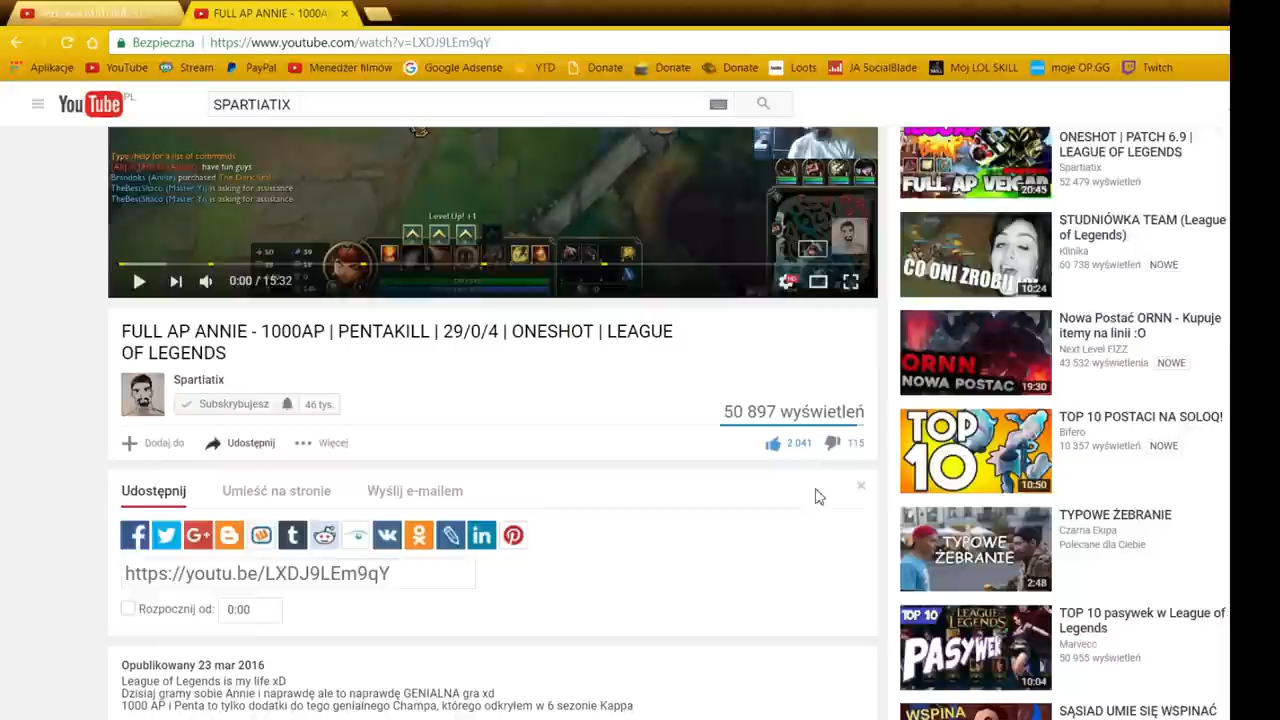 FULL AP ANNIE - 1000A
Bezpieczna
https://www.youtube.com/watch?v=LXDJ9LEm9qY
Aplikacje YouTube Stream PayPal Menedżer filmów Google Adsense YTD Donate Donate Donate Loots JA SocialBlade Mój LOL SKILL moje OP.GG Twitch
YouTube PL
SPARTIATIX
Type /help for a list of commands
have fun guys
(Annie) purchased The Dark Seal
TheBestShaco (Master Yi) is asking for assistance
TheBestShaco (Master Yi) is asking for assistance
Level Up! +1
0:00 / 15:32
HD
FULL AP ANNIE - 1000AP | PENTAKILL | 29/0/4 | ONESHOT | LEAGUE
OF LEGENDS
Spartiatix
Subskrybujesz 46 tys.
50 897 wyświetleń
Dodaj do Udostępnij Więcej
2 041 115
Udostępnij Umieść na stronie Wyślij e-mailem
https://youtu.be/LXDJ9LEm9qY
Rozpocznij od: 0:00
Opublikowany 23 mar 2016
League of Legends is my life xD
Dzisiaj gramy sobie Annie i naprawdę ale to naprawdę GENIALNA gra xd
1000 AP i Penta to tylko dodatki do tego genialnego Champa, którego odkryłem w 6 sezonie Kappa
FULL AP VEIGAR
20:45
ONESHOT | PATCH 6.9 |
LEAGUE OF LEGENDS
Spartiatix
52 479 wyświetleń
CO ONI ZROBILI
10:24
STUDNIÓWKA TEAM (League
of Legends)
Klinika
60 738 wyświetleń NOWE
ORNN
NOWA POSTAĆ
19:30
Nowa Postać ORNN - Kupuje
itemy na linii :O
Next Level FIZZ
43 532 wyświetlenia NOWE
TOP
10
10:50
TOP 10 POSTACI NA SOLOQ!
Bifero
10 357 wyświetleń NOWE
TYPOWE
ŻEBRANIE
2:48
TYPOWE ŻEBRANIE
Czarna Ekipa
Polecane dla Ciebie
TOP 10
LEAGUE
LEGENDS
PASYWEK
10:04
TOP 10 pasywek w League of
Legends
Marvecc
50 955 wyświetleń
WSPINA
SĄSIAD UMIE SIĘ WSPINAĆ